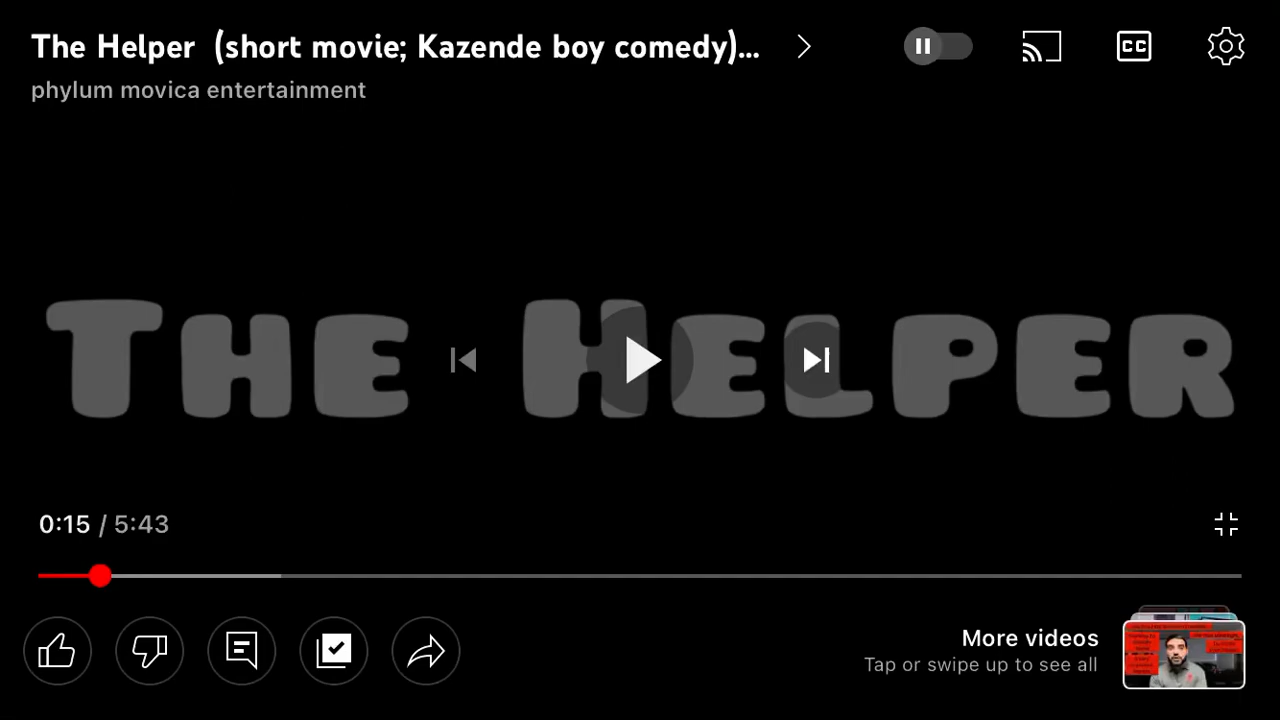 The Helper (short movie; Kazende boy comedy)...
phylum movica entertainment
CC
The Helper
0:15 / 5:43
More videos
Tap or swipe up to see all